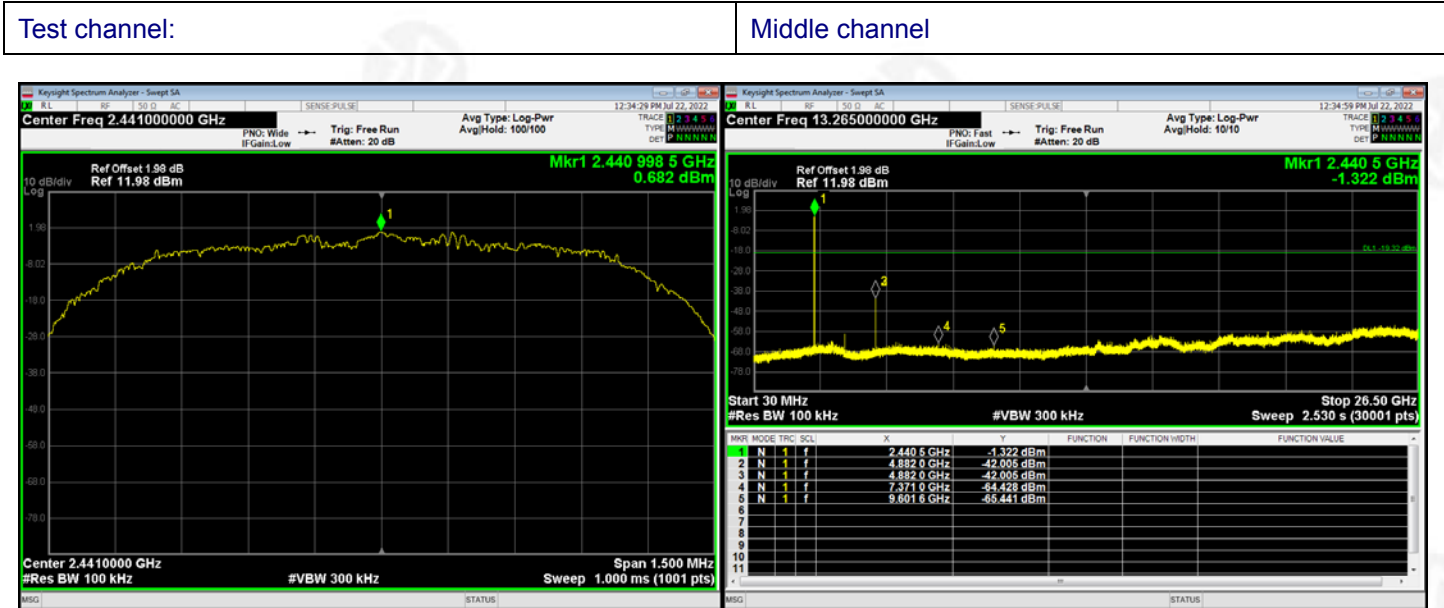 Test channel: Middle channel
Keysight Spectrum Analyzer - Swept SA
RL RF 50 Ω AC SENSE:PULSE 12:34:29 PM Jul 22, 2022
Center Freq 2.441000000 GHz Avg Type: Log-Pwr TRACE 1 2 3 4 5 6
PNO: Wide Trig: Free Run Avg|Hold: 100/100 TYPE M WWWWW
IFGain:Low #Atten: 20 dB DET P N N N N N
Mkr1 2.440 998 5 GHz
Ref Offset 1.98 dB
10 dB/div Ref 11.98 dBm 0.682 dBm
Log
1
1.98
-8.02
-18.0
-28.0
-38.0
-48.0
-58.0
-68.0
-78.0
Center 2.4410000 GHz Span 1.500 MHz
#Res BW 100 kHz #VBW 300 kHz Sweep 1.000 ms (1001 pts)
MSG STATUS
Keysight Spectrum Analyzer - Swept SA
RL RF 50 Ω AC SENSE:PULSE 12:34:59 PM Jul 22, 2022
Center Freq 13.265000000 GHz Avg Type: Log-Pwr TRACE 1 2 3 4 5 6
PNO: Fast Trig: Free Run Avg|Hold: 10/10 TYPE M WWWWW
IFGain:Low #Atten: 20 dB DET P N N N N N
Mkr1 2.440 5 GHz
Ref Offset 1.98 dB
10 dB/div Ref 11.98 dBm -1.322 dBm
Log
1
1.98
-8.02
-18.0
DL1 -19.32 dBm
-28.0
-38.0
-48.0
-58.0
-68.0
-78.0
4 5
Start 30 MHz Stop 26.50 GHz
#Res BW 100 kHz #VBW 300 kHz Sweep 2.530 s (30001 pts)
MKR MODE TRC SCL X Y FUNCTION FUNCTION WIDTH FUNCTION VALUE
1 N 1 f 2.440 5 GHz -1.322 dBm
2 N 1 f 4.882 0 GHz -42.005 dBm
3 N 1 f 4.882 0 GHz -42.005 dBm
4 N 1 f 7.371 0 GHz -64.428 dBm
5 N 1 f 9.601 6 GHz -65.441 dBm
6
7
8
9
10
11
MSG STATUS